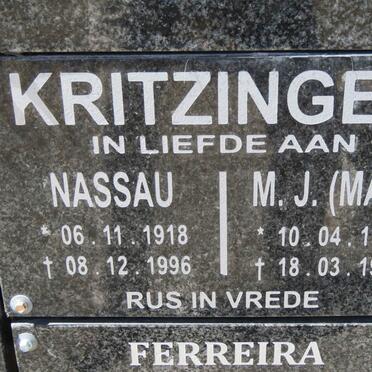 KRITZINGE
IN LIEFDE AAN
NASSAU M. J. (MA
* 06 . 11 . 1918 * 10 . 04 . 1
† 08 . 12 . 1996 † 18 . 03 . 19
RUS IN VREDE
FERREIRA